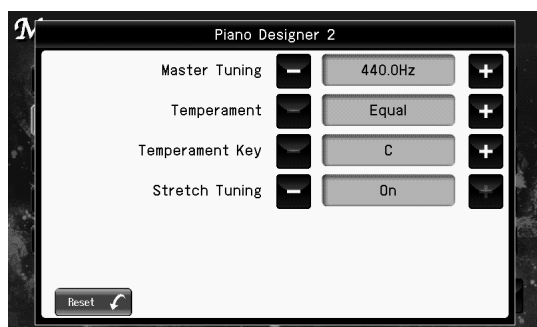 Piano Designer 2
Master Tuning − 440.0Hz +
Temperament − Equal +
Temperament Key − C +
Stretch Tuning − On +
Reset